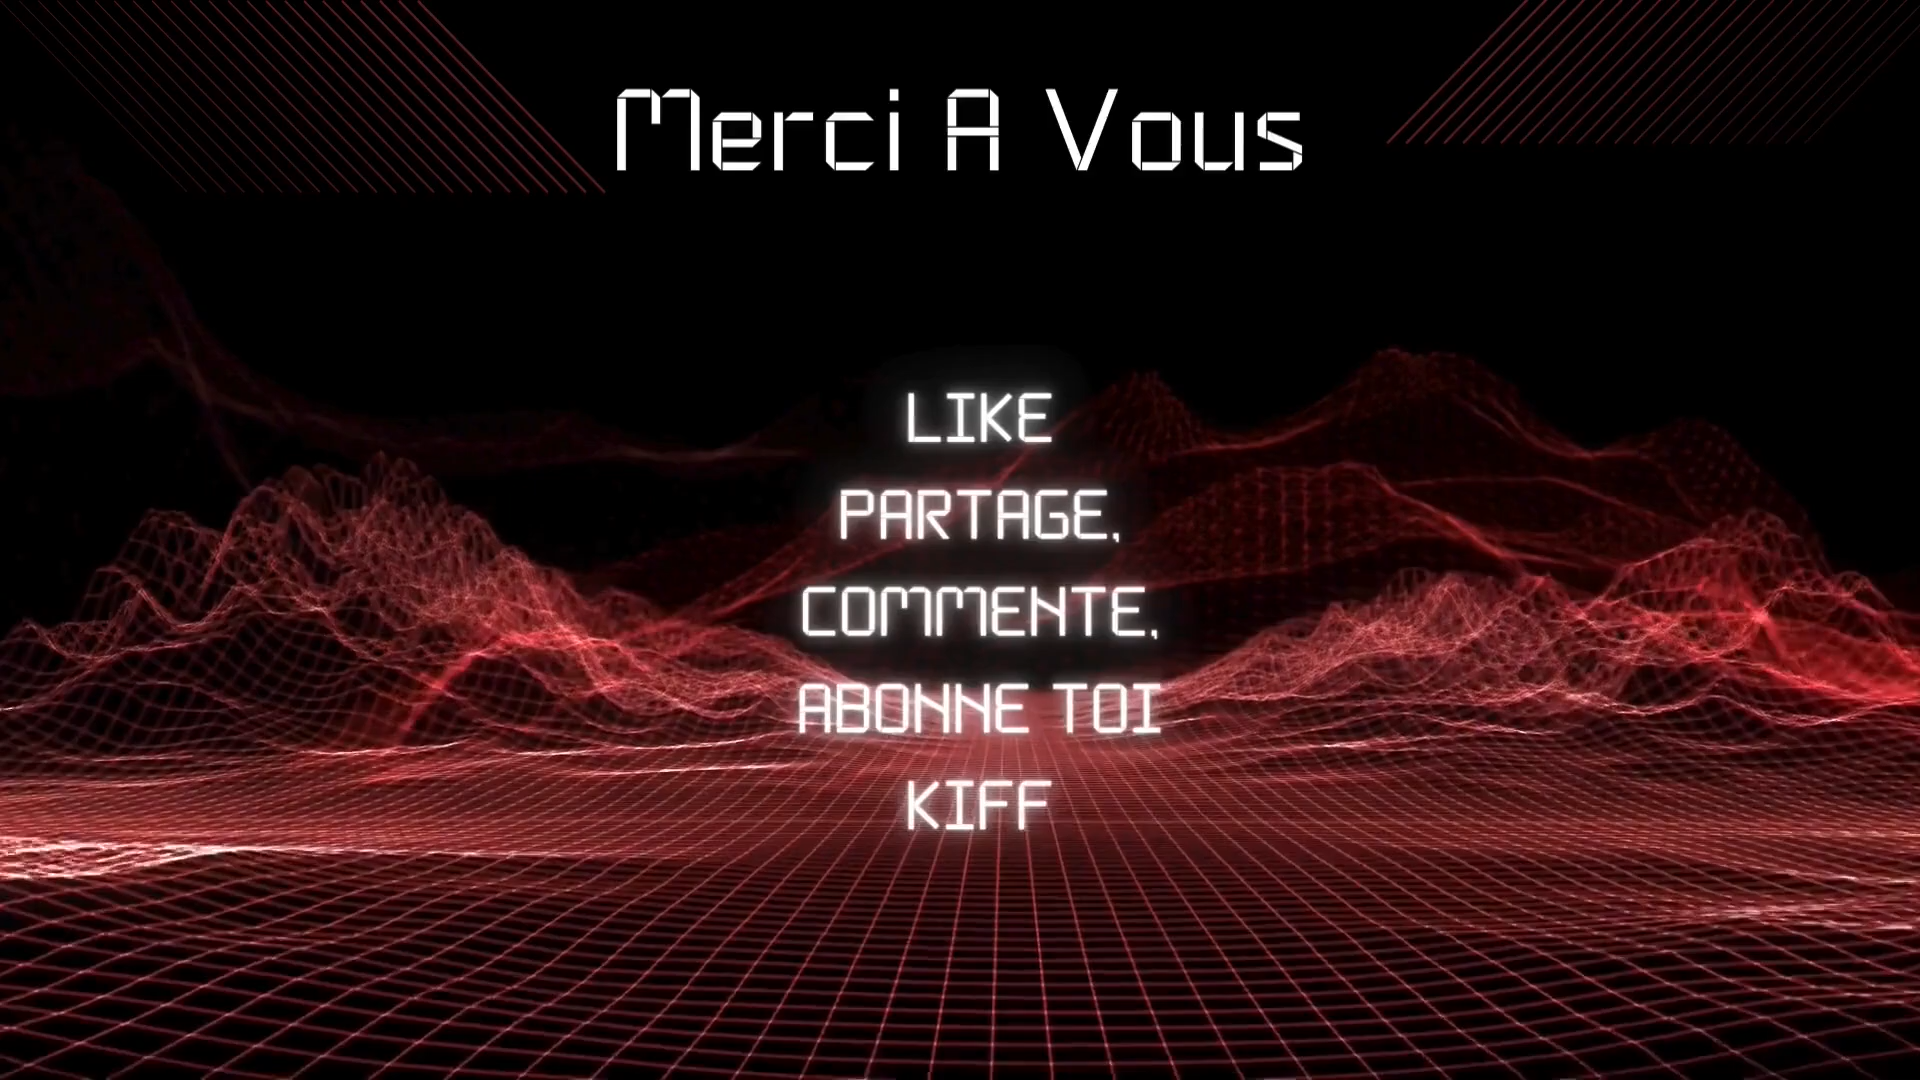 Merci A Vous
LIKE
PARTAGE,
COMMENTE,
ABONNE TOI
KIFF